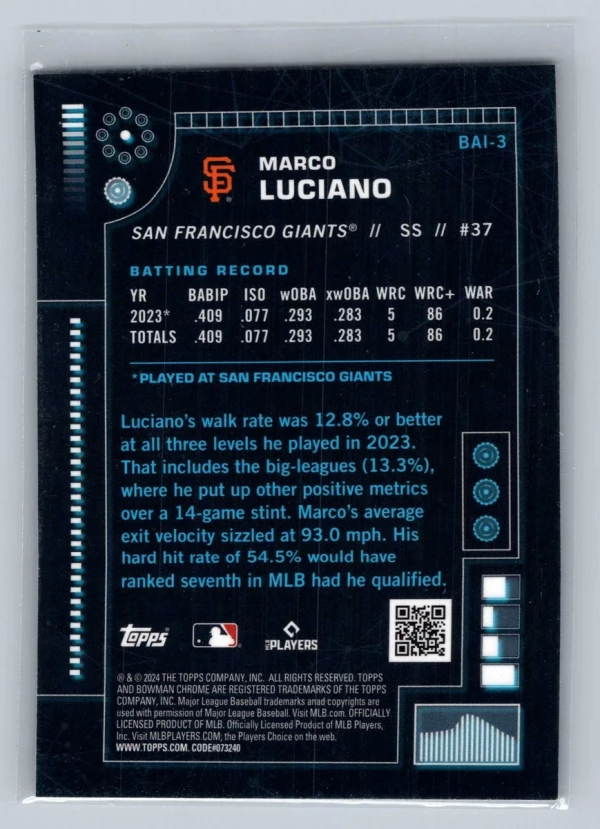 BAI-3
SF
MARCO
LUCIANO
SAN FRANCISCO GIANTS® // SS // #37
BATTING RECORD
YR BABIP ISO wOBA xwOBA WRC WRC+ WAR
2023* .409 .077 .293 .283 5 86 0.2
TOTALS .409 .077 .293 .283 5 86 0.2
*PLAYED AT SAN FRANCISCO GIANTS
Luciano's walk rate was 12.8% or better
at all three levels he played in 2023.
That includes the big-leagues (13.3%),
where he put up other positive metrics
over a 14-game stint. Marco's average
exit velocity sizzled at 93.0 mph. His
hard hit rate of 54.5% would have
ranked seventh in MLB had he qualified.
Topps
PLAYERS
® & © 2024 THE TOPPS COMPANY, INC. ALL RIGHTS RESERVED. TOPPS
AND BOWMAN CHROME ARE REGISTERED TRADEMARKS OF THE TOPPS
COMPANY, INC. Major League Baseball trademarks and copyrights are
used with permission of Major League Baseball. Visit MLB.com. OFFICIALLY
LICENSED PRODUCT OF MLB. Officially Licensed Product of MLB Players,
Inc. Visit MLBPLAYERS.COM, the Players Choice on the web.
WWW.TOPPS.COM. CODE#073240